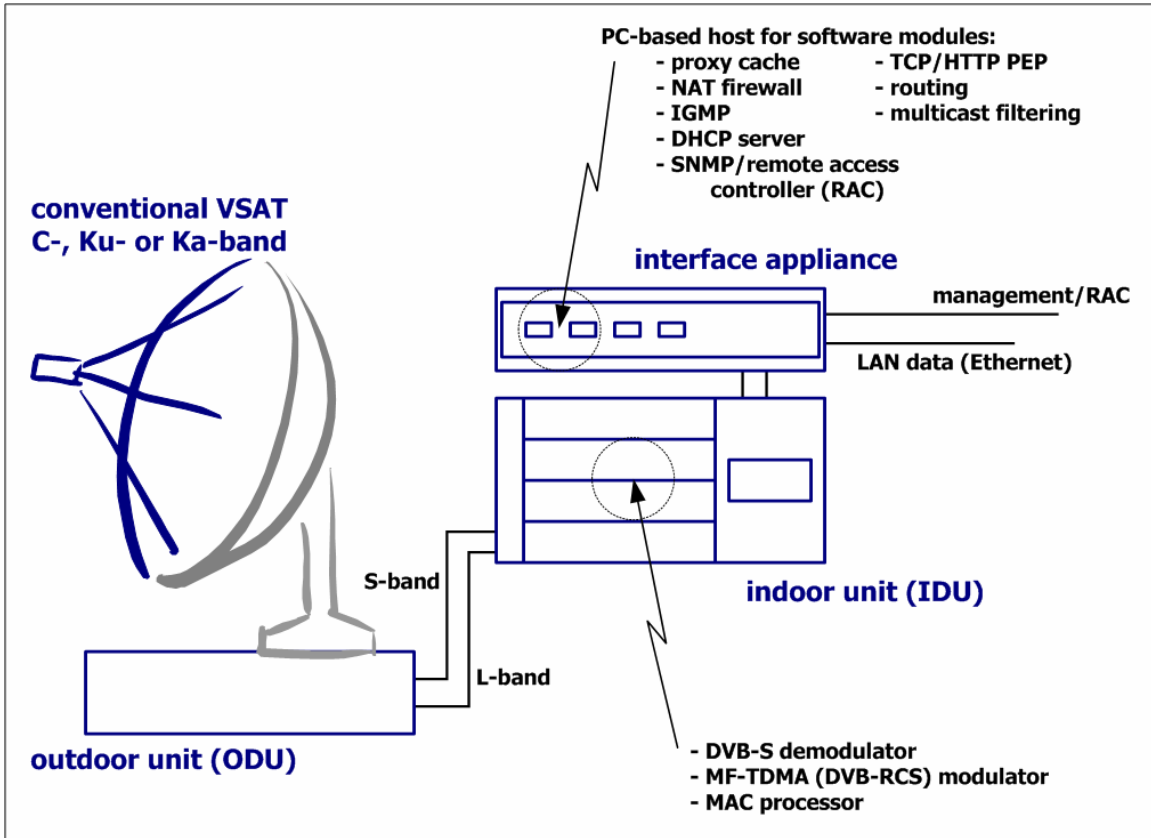 PC-based host for software modules:
- proxy cache
- NAT firewall
- IGMP
- DHCP server
- SNMP/remote access
controller (RAC)
- TCP/HTTP PEP
- routing
- multicast filtering
conventional VSAT
C-, Ku- or Ka-band
interface appliance
management/RAC
LAN data (Ethernet)
S-band
indoor unit (IDU)
L-band
outdoor unit (ODU)
- DVB-S demodulator
- MF-TDMA (DVB-RCS) modulator
- MAC processor